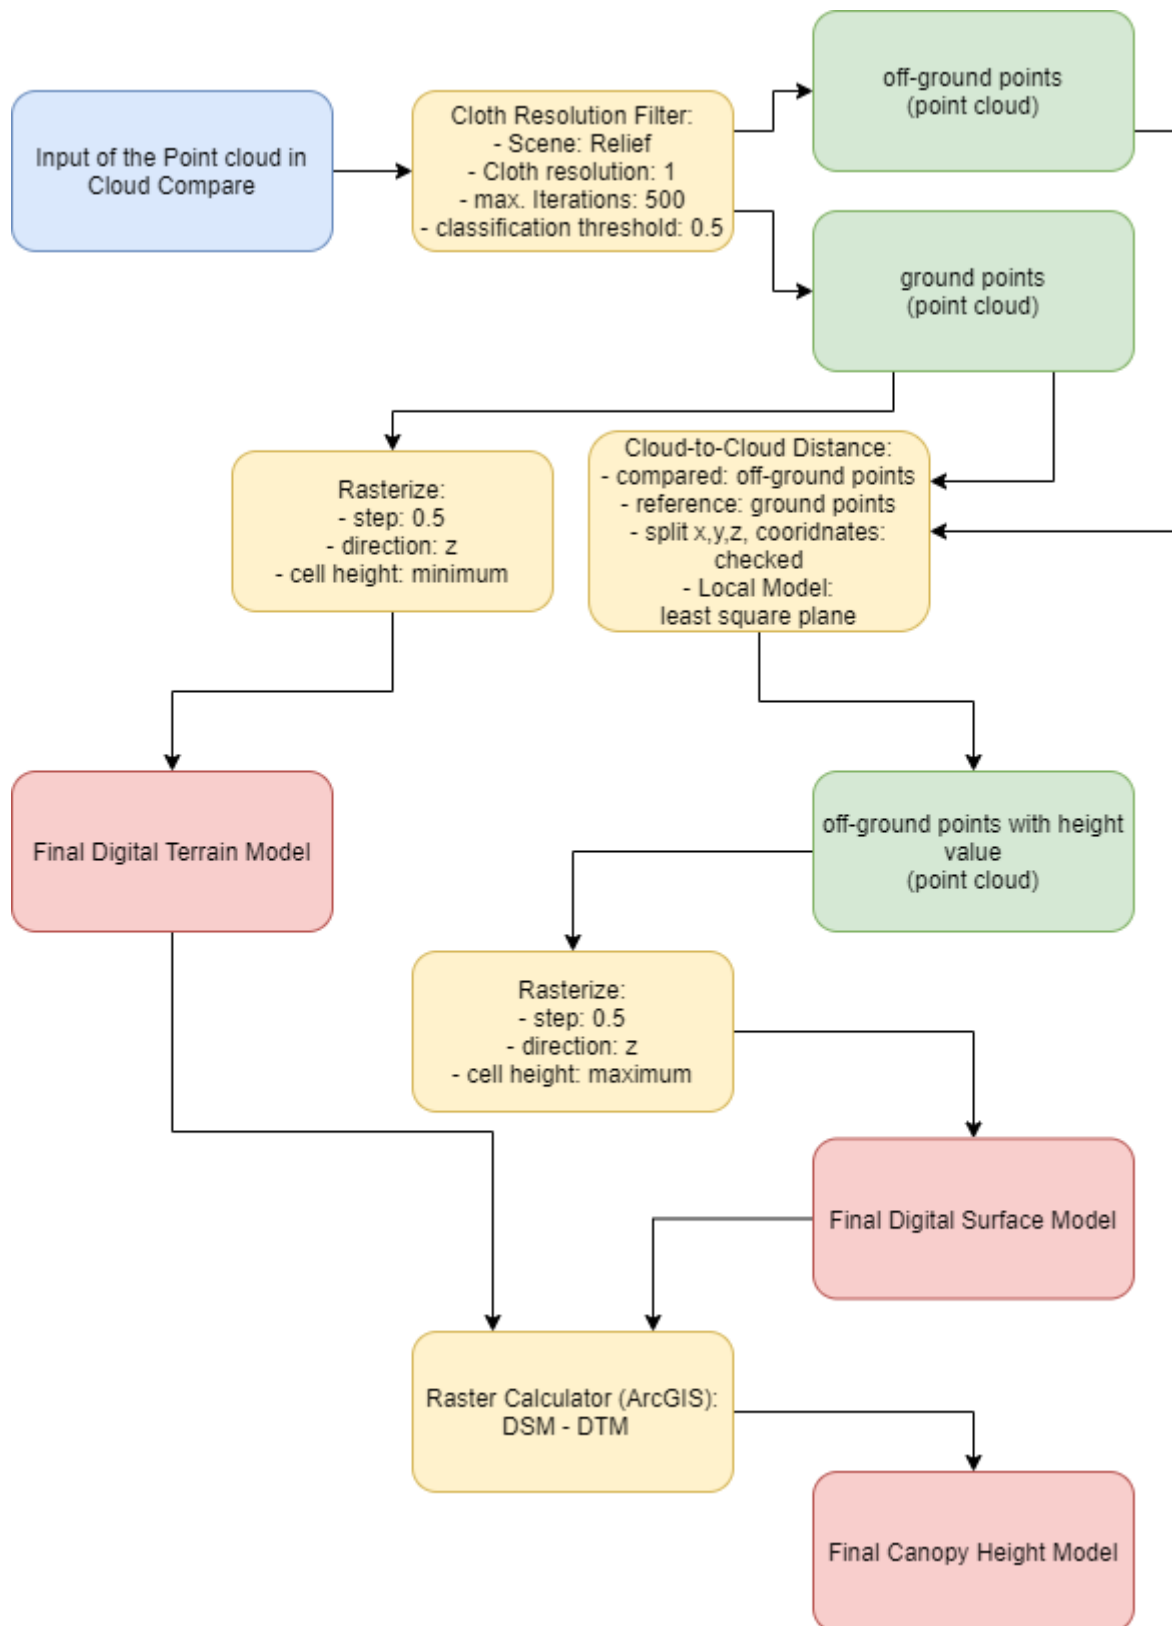 off-ground points
(point cloud)
Input of the Point cloud in
Cloud Compare
Cloth Resolution Filter:
- Scene: Relief
- Cloth resolution: 1
- max. Iterations: 500
- classification threshold: 0.5
ground points
(point cloud)
Rasterize:
- step: 0.5
- direction: z
- cell height: minimum
Cloud-to-Cloud Distance:
- compared: off-ground points
- reference: ground points
- split x,y,z, cooridnates:
checked
- Local Model:
least square plane
Final Digital Terrain Model
off-ground points with height
value
(point cloud)
Rasterize:
- step: 0.5
- direction: z
- cell height: maximum
Final Digital Surface Model
Raster Calculator (ArcGIS):
DSM - DTM
Final Canopy Height Model